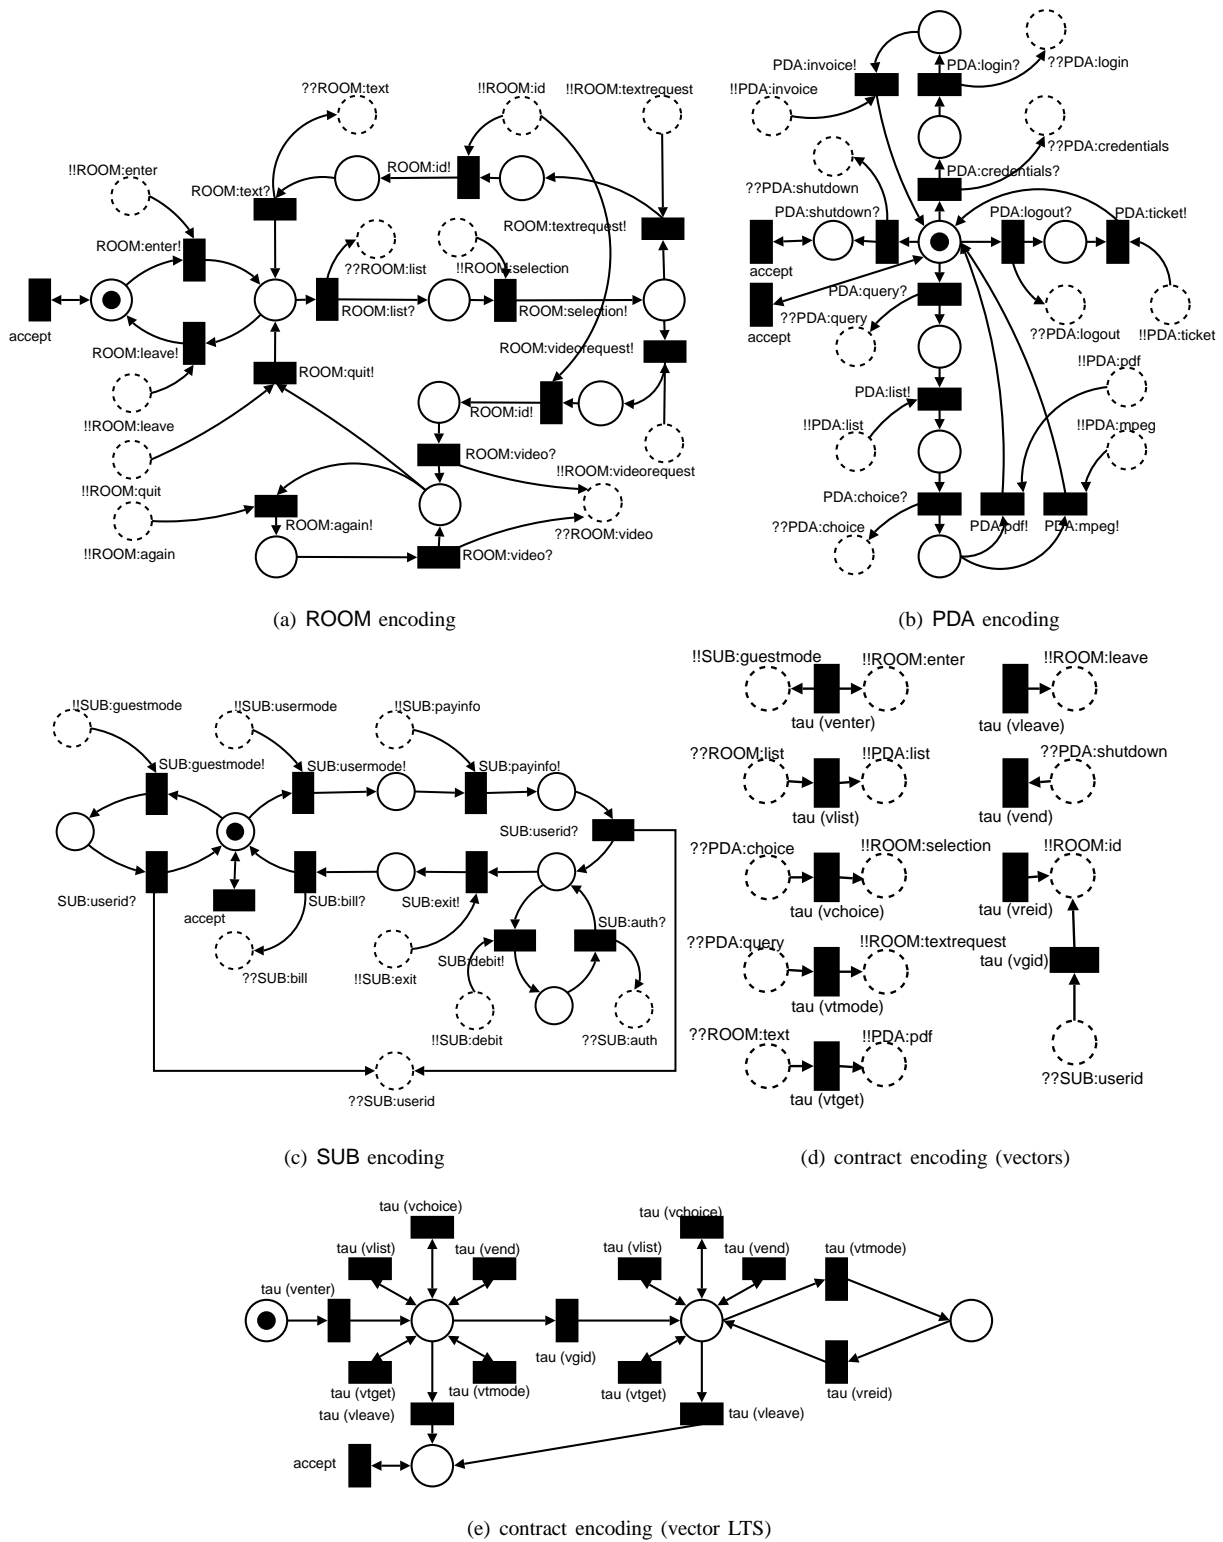 ??ROOM:text
!!ROOM:id
!!ROOM:textrequest
!!ROOM:enter
ROOM:text?
ROOM:id!
ROOM:textrequest!
ROOM:enter!
??ROOM:list
!!ROOM:selection
accept
ROOM:list?
ROOM:selection!
ROOM:leave!
ROOM:videorequest!
ROOM:quit!
!!ROOM:leave
ROOM:id!
ROOM:video?
!!ROOM:videorequest
!!ROOM:quit
ROOM:again!
??ROOM:video
!!ROOM:again
ROOM:video?
(a) ROOM encoding
PDA:invoice!
PDA:login?
??PDA:login
!!PDA:invoice
??PDA:credentials
PDA:credentials?
??PDA:shutdown
PDA:shutdown?
PDA:logout?
PDA:ticket!
accept
PDA:query?
??PDA:query
accept
??PDA:logout
!!PDA:ticket
!!PDA:pdf
PDA:list!
!!PDA:list
!!PDA:mpeg
PDA:choice?
??PDA:choice
PDA:pdf!
PDA:mpeg!
(b) PDA encoding
!!SUB:guestmode
!!SUB:usermode
!!SUB:payinfo
SUB:guestmode!
SUB:usermode!
SUB:payinfo!
SUB:userid?
SUB:userid?
accept
SUB:bill?
SUB:exit!
SUB:auth?
SUB:debit!
??SUB:bill
!!SUB:exit
!!SUB:debit
??SUB:auth
??SUB:userid
(c) SUB encoding
!!SUB:guestmode
!!ROOM:enter
!!ROOM:leave
tau (venter)
tau (vleave)
??ROOM:list
!!PDA:list
??PDA:shutdown
tau (vlist)
tau (vend)
??PDA:choice
!!ROOM:selection
!!ROOM:id
tau (vchoice)
tau (vreid)
??PDA:query
!!ROOM:textrequest
tau (vgid)
tau (vtmode)
??ROOM:text
!!PDA:pdf
tau (vtget)
??SUB:userid
(d) contract encoding (vectors)
tau (vchoice)
tau (vchoice)
tau (vlist)
tau (vend)
tau (vlist)
tau (vend)
tau (vtmode)
tau (venter)
tau (vgid)
tau (vtget)
tau (vtmode)
tau (vtget)
tau (vreid)
tau (vleave)
tau (vleave)
accept
(e) contract encoding (vector LTS)